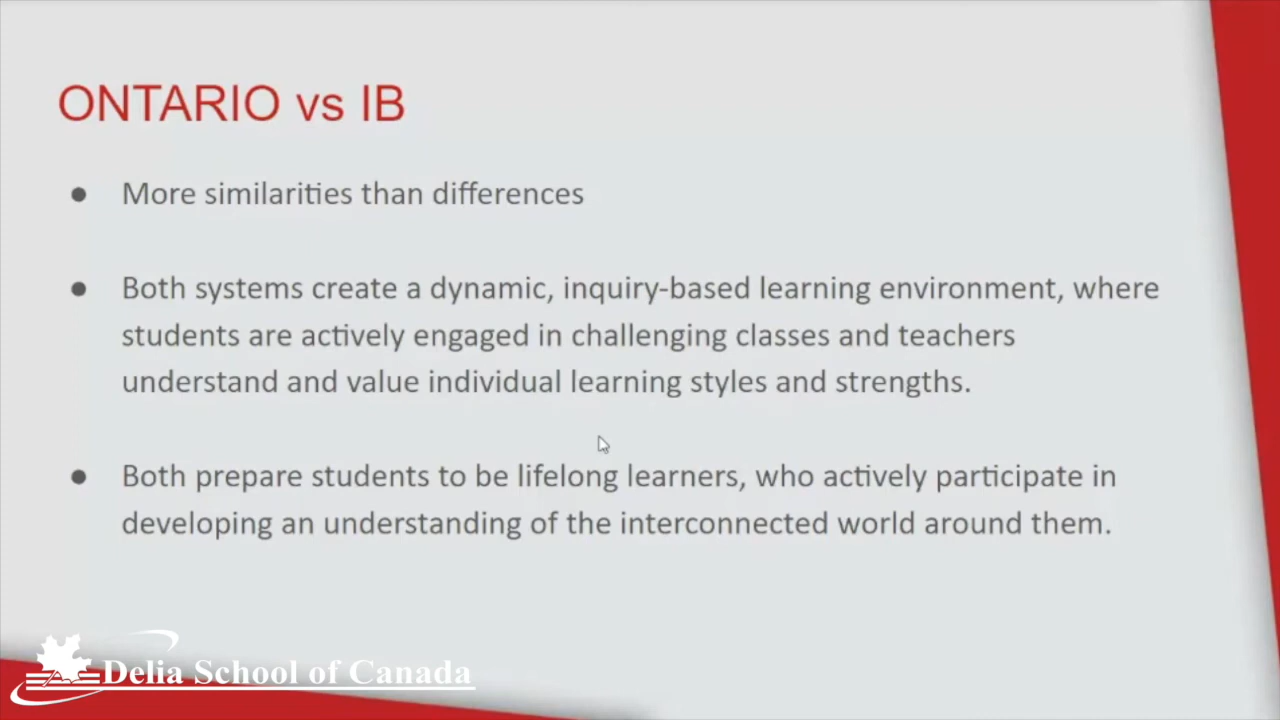 ONTARIO vs IB
● More similarities than differences
● Both systems create a dynamic, inquiry-based learning environment, where
students are actively engaged in challenging classes and teachers
understand and value individual learning styles and strengths.
● Both prepare students to be lifelong learners, who actively participate in
developing an understanding of the interconnected world around them.
Delia School of Canada